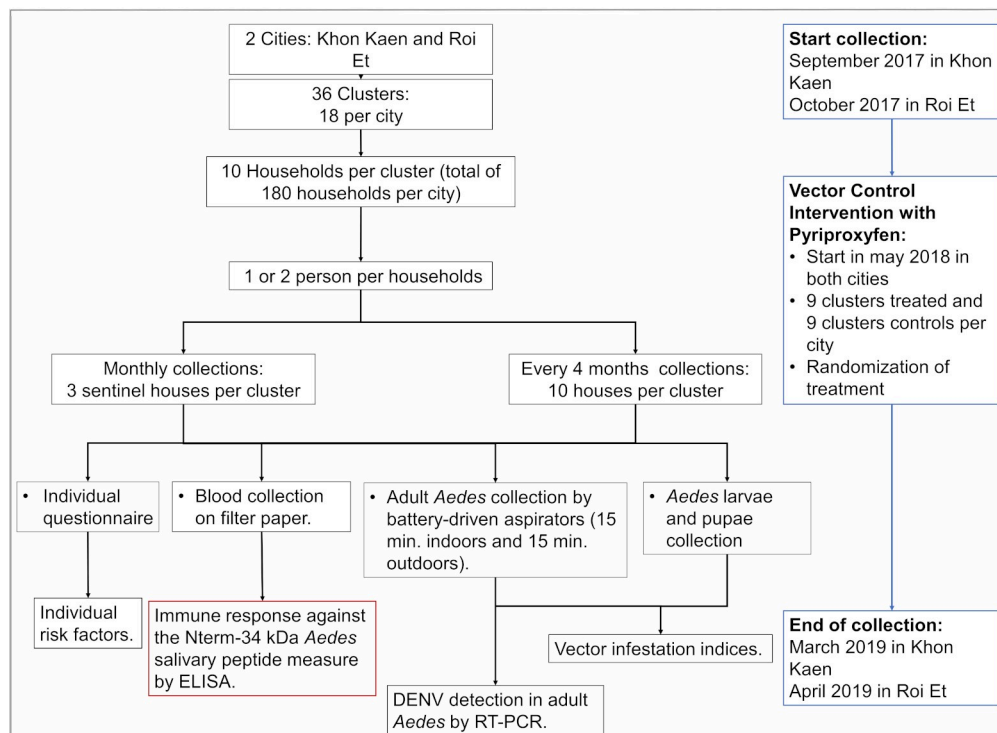 2 Cities: Khon Kaen and Roi
Et
36 Clusters:
18 per city
10 Households per cluster (total of
180 households per city)
1 or 2 person per households
Monthly collections:
3 sentinel houses per cluster
Every 4 months collections:
10 houses per cluster
• Individual
questionnaire
• Blood collection
on filter paper.
• Adult Aedes collection by
battery-driven aspirators (15
min. indoors and 15 min.
outdoors).
• Aedes larvae
and pupae
collection
Individual
risk factors.
Immune response against
the Nterm-34 kDa Aedes
salivary peptide measure
by ELISA.
Vector infestation indices.
DENV detection in adult
Aedes by RT-PCR.
Start collection:
September 2017 in Khon
Kaen
October 2017 in Roi Et
Vector Control
Intervention with
Pyriproxyfen:
• Start in may 2018 in
both cities
• 9 clusters treated and
9 clusters controls per
city
• Randomization of
treatment
End of collection:
March 2019 in Khon
Kaen
April 2019 in Roi Et